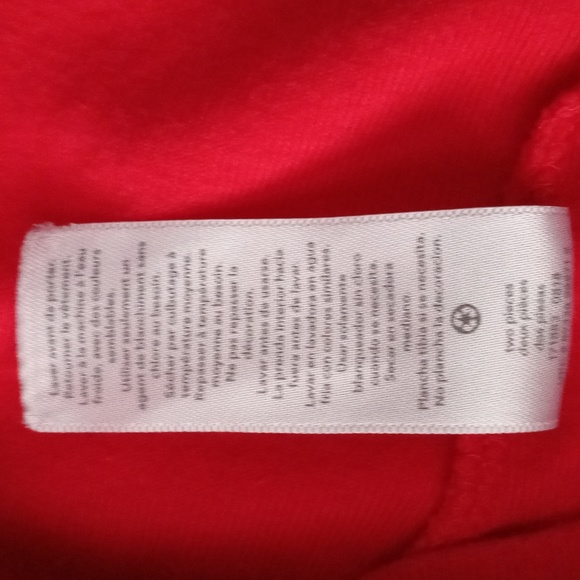 Laver avant de porter.
Retourner le vêtement.
Laver à la machine à l'eau
froide, avec des couleurs
semblables.
Utiliser seulement un
agent de blanchiment sans
chlore au besoin.
Sécher par culbutage à
température moyenne.
Repasser à température
moyenne au besoin.
Ne pas repasser la
décoration.
Lavar antes de usarse.
La prenda interior hacia
fuera antes de lavar.
Lavar en lavadora en agua
fria con colores similares.
Usar solamente
blanqueador sin cloro
cuando se necesita.
Secar en secadora
mediano.
Plancha tibia si se necesita.
No plancha la decoracion.
two pieces
deux pièces
dos piezas